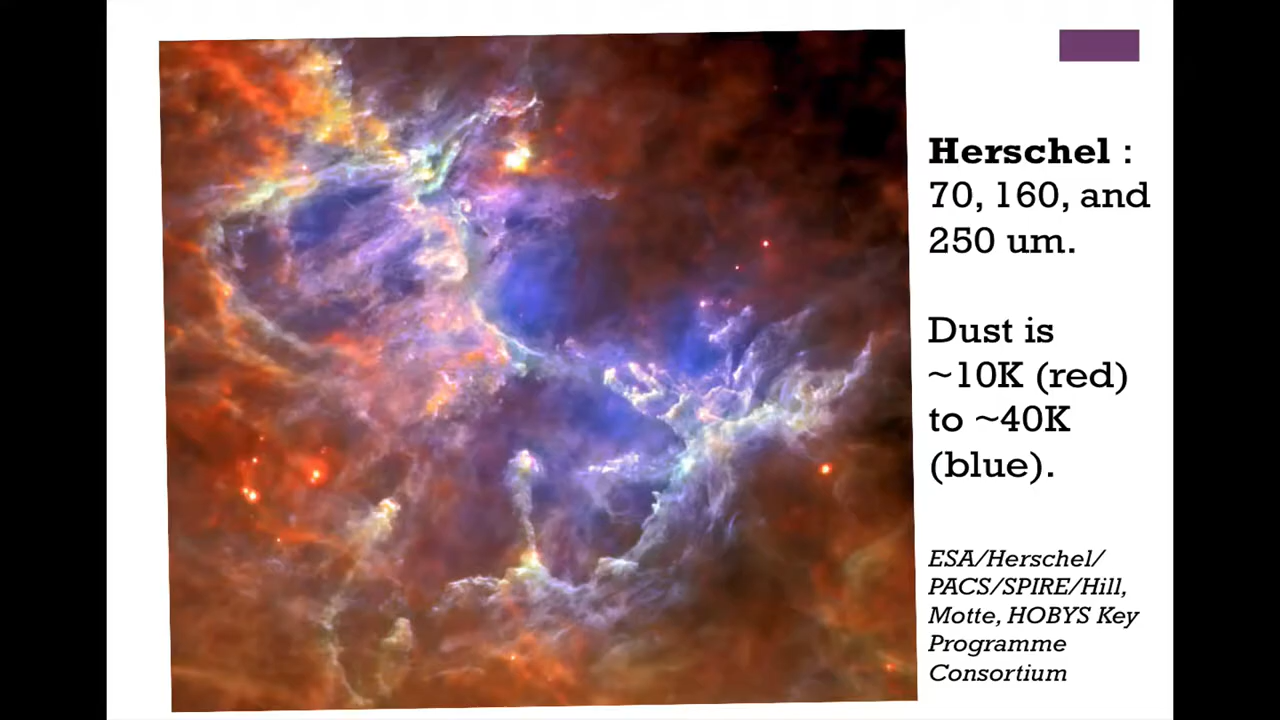 Herschel :
70, 160, and
250 um.
Dust is
~10K (red)
to ~40K
(blue).
ESA/Herschel/
PACS/SPIRE/Hill,
Motte, HOBYS Key
Programme
Consortium